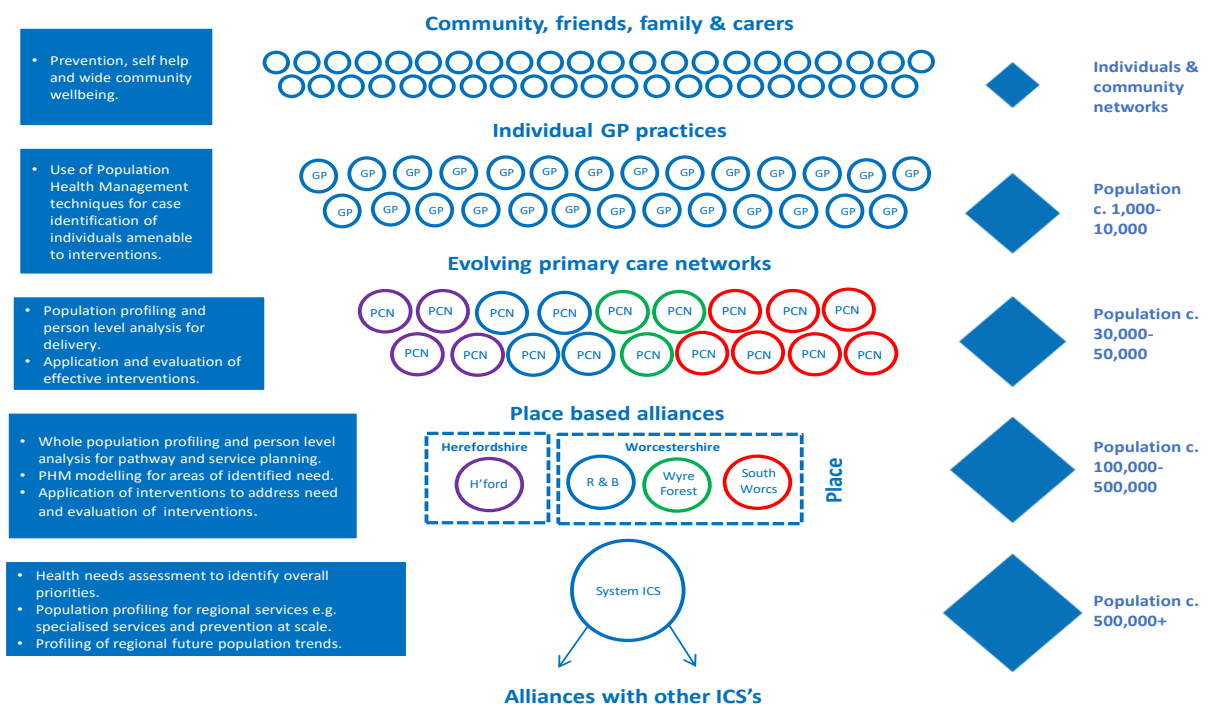 Community, friends, family & carers
• Prevention, self help
and wide community
wellbeing.
Individuals &
community
networks
Individual GP practices
• Use of Population
Health Management
techniques for case
identification of
individuals amenable
to interventions.
GP GP GP GP GP GP GP GP GP GP GP GP GP GP
GP GP GP GP GP GP GP GP GP GP GP GP GP
Population
c. 1,000-
10,000
Evolving primary care networks
• Population profiling and
person level analysis for
delivery.
• Application and evaluation of
effective interventions.
PCN PCN PCN PCN PCN PCN PCN PCN PCN
PCN PCN PCN PCN PCN PCN PCN PCN PCN
Population c.
30,000-
50,000
Place based alliances
• Whole population profiling and person level
analysis for pathway and service planning.
• PHM modelling for areas of identified need.
• Application of interventions to address need
and evaluation of interventions.
Herefordshire
H'ford
Worcestershire
R & B
Wyre
Forest
South
Worcs
Place
Population c.
100,000-
500,000
• Health needs assessment to identify overall
priorities.
• Population profiling for regional services e.g.
specialised services and prevention at scale.
• Profiling of regional future population trends.
System ICS
Population c.
500,000+
Alliances with other ICS's